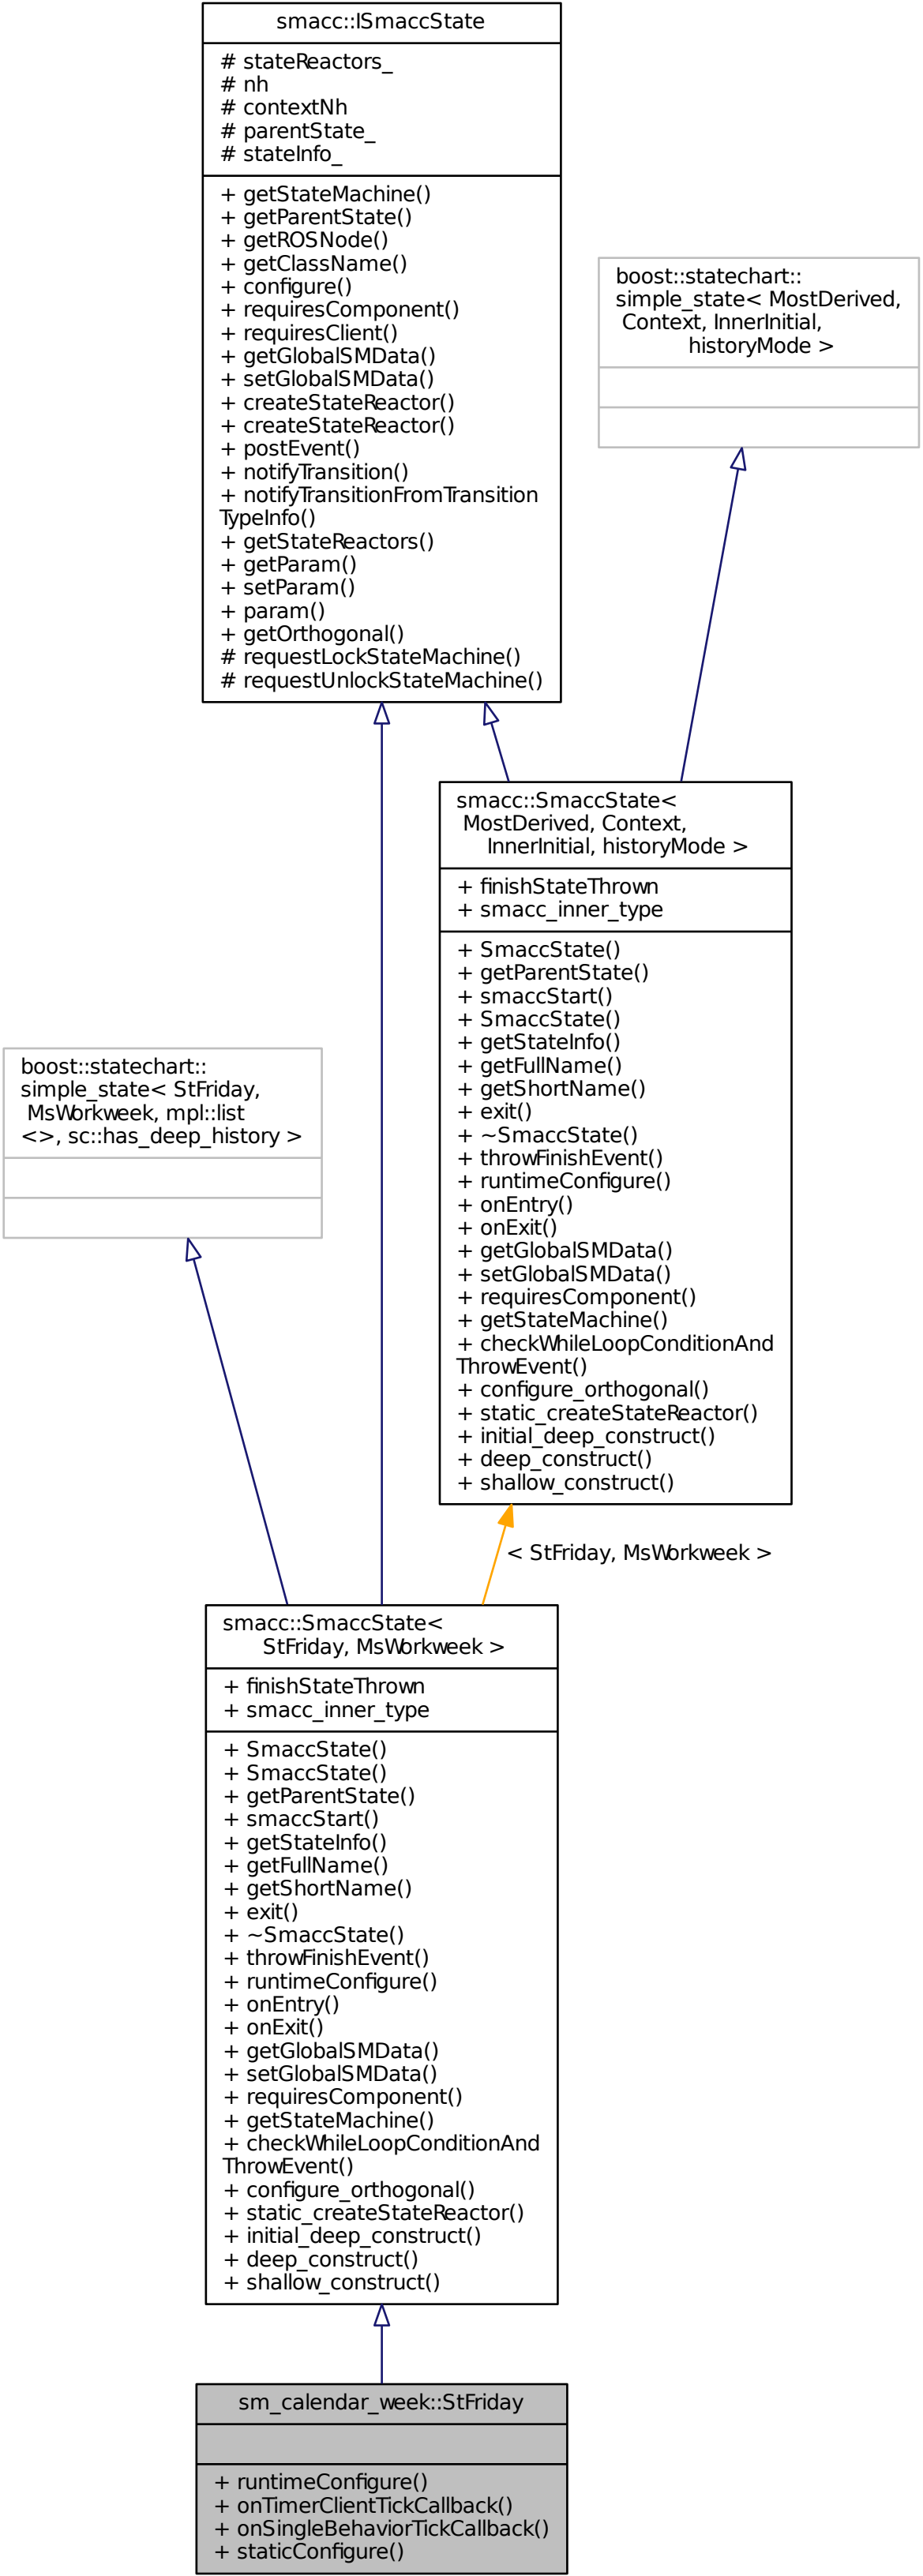 smacc::ISmaccState
# stateReactors_
# nh
# contextNh
# parentState_
# stateInfo_
+ getStateMachine()
+ getParentState()
+ getROSNode()
+ getClassName()
+ configure()
+ requiresComponent()
+ requiresClient()
+ getGlobalSMData()
+ setGlobalSMData()
+ createStateReactor()
+ createStateReactor()
+ postEvent()
+ notifyTransition()
+ notifyTransitionFromTransition
TypeInfo()
+ getStateReactors()
+ getParam()
+ setParam()
+ param()
+ getOrthogonal()
# requestLockStateMachine()
# requestUnlockStateMachine()
boost::statechart::
simple_state< MostDerived,
Context, InnerInitial,
historyMode >
smacc::SmaccState<
MostDerived, Context,
InnerInitial, historyMode >
+ finishStateThrown
+ smacc_inner_type
+ SmaccState()
+ getParentState()
+ smaccStart()
+ SmaccState()
+ getStateInfo()
+ getFullName()
+ getShortName()
+ exit()
+ ~SmaccState()
+ throwFinishEvent()
+ runtimeConfigure()
+ onEntry()
+ onExit()
+ getGlobalSMData()
+ setGlobalSMData()
+ requiresComponent()
+ getStateMachine()
+ checkWhileLoopConditionAnd
ThrowEvent()
+ configure_orthogonal()
+ static_createStateReactor()
+ initial_deep_construct()
+ deep_construct()
+ shallow_construct()
boost::statechart::
simple_state< StFriday,
MsWorkweek, mpl::list
<>, sc::has_deep_history >
< StFriday, MsWorkweek >
smacc::SmaccState<
StFriday, MsWorkweek >
+ finishStateThrown
+ smacc_inner_type
+ SmaccState()
+ SmaccState()
+ getParentState()
+ smaccStart()
+ getStateInfo()
+ getFullName()
+ getShortName()
+ exit()
+ ~SmaccState()
+ throwFinishEvent()
+ runtimeConfigure()
+ onEntry()
+ onExit()
+ getGlobalSMData()
+ setGlobalSMData()
+ requiresComponent()
+ getStateMachine()
+ checkWhileLoopConditionAnd
ThrowEvent()
+ configure_orthogonal()
+ static_createStateReactor()
+ initial_deep_construct()
+ deep_construct()
+ shallow_construct()
sm_calendar_week::StFriday
+ runtimeConfigure()
+ onTimerClientTickCallback()
+ onSingleBehaviorTickCallback()
+ staticConfigure()